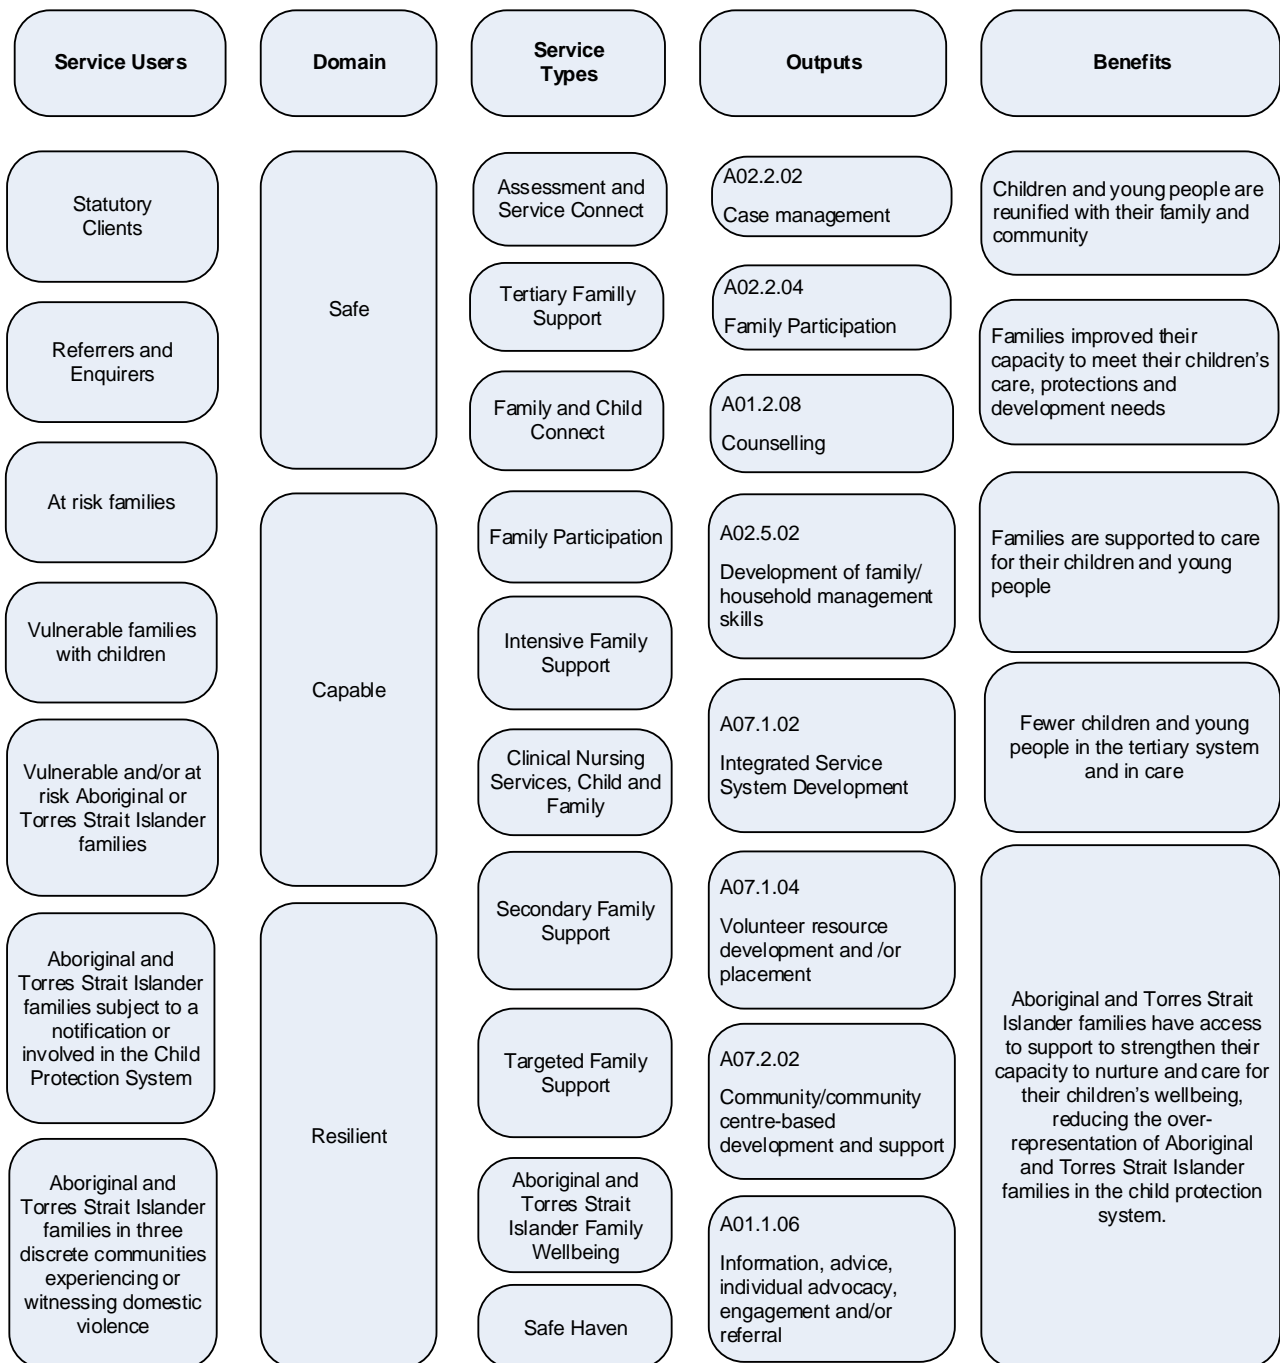 Service Users
Domain
Service
Types
Outputs
Benefits
Statutory
Clients
Referrers and
Enquirers
At risk families
Vulnerable families
with children
Vulnerable and/or at
risk Aboriginal or
Torres Strait Islander
families
Aboriginal and
Torres Strait Islander
families subject to a
notification or
involved in the Child
Protection System
Aboriginal and
Torres Strait Islander
families in three
discrete communities
experiencing or
witnessing domestic
violence
Safe
Capable
Resilient
Assessment and
Service Connect
Tertiary Familly
Support
Family and Child
Connect
Family Participation
Intensive Family
Support
Clinical Nursing
Services, Child and
Family
Secondary Family
Support
Targeted Family
Support
Aboriginal and
Torres Strait
Islander Family
Wellbeing
Safe Haven
A02.2.02
Case management
A02.2.04
Family Participation
A01.2.08
Counselling
A02.5.02
Development of family/
household management
skills
A07.1.02
Integrated Service
System Development
A07.1.04
Volunteer resource
development and /or
placement
A07.2.02
Community/community
centre-based
development and support
A01.1.06
Information, advice,
individual advocacy,
engagement and/or
referral
Children and young people are
reunified with their family and
community
Families improved their
capacity to meet their children's
care, protections and
development needs
Families are supported to care
for their children and young
people
Fewer children and young
people in the tertiary system
and in care
Aboriginal and Torres Strait
Islander families have access
to support to strengthen their
capacity to nurture and care for
their children's wellbeing,
reducing the over-
representation of Aboriginal
and Torres Strait Islander
families in the child protection
system.